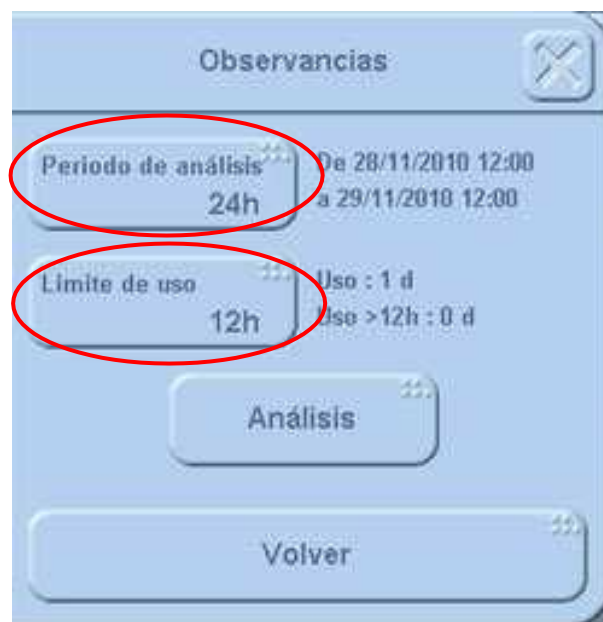 Observancias
Periodo de análisis
24h
De 28/11/2010 12:00
a 29/11/2010 12:00
Limite de uso
12h
Uso : 1 d
Uso >12h : 0 d
Análisis
Volver